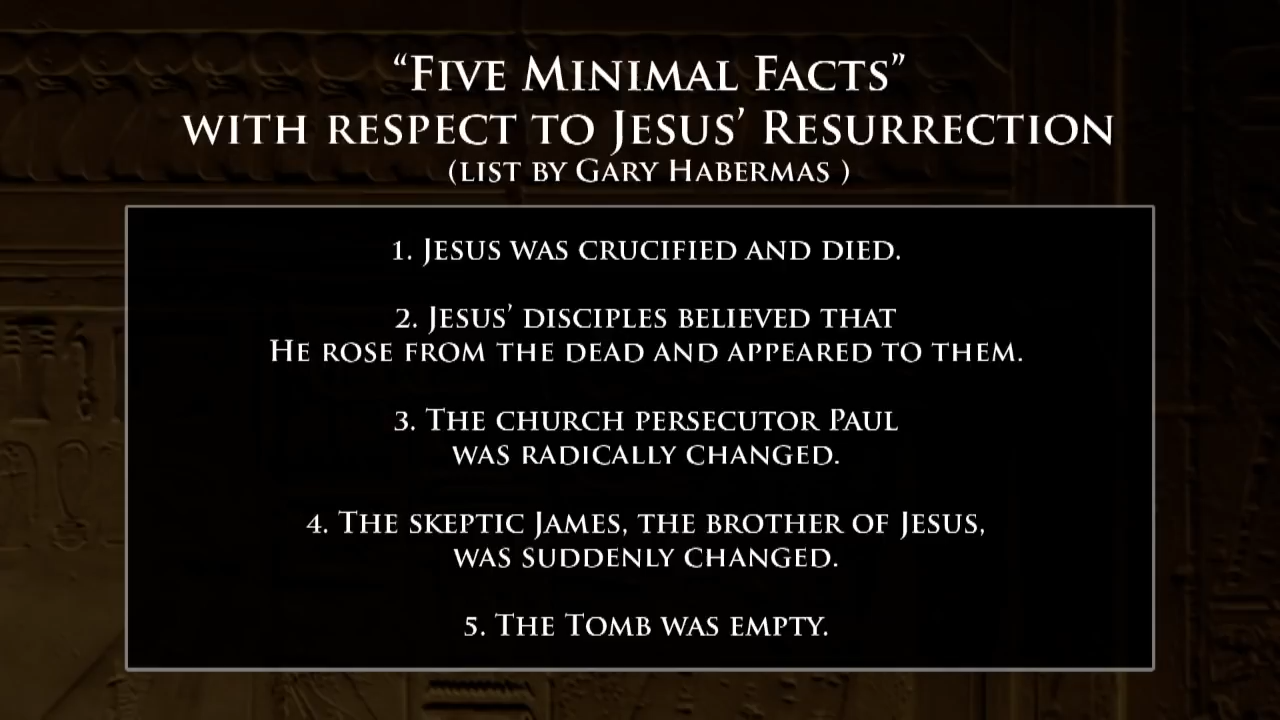 “Five Minimal Facts”
with respect to Jesus’ Resurrection
(list by Gary Habermas )
1. Jesus was crucified and died.
2. Jesus’ disciples believed that
He rose from the dead and appeared to them.
3. The church persecutor Paul
was radically changed.
4. The skeptic James, the brother of Jesus,
was suddenly changed.
5. The Tomb was empty.